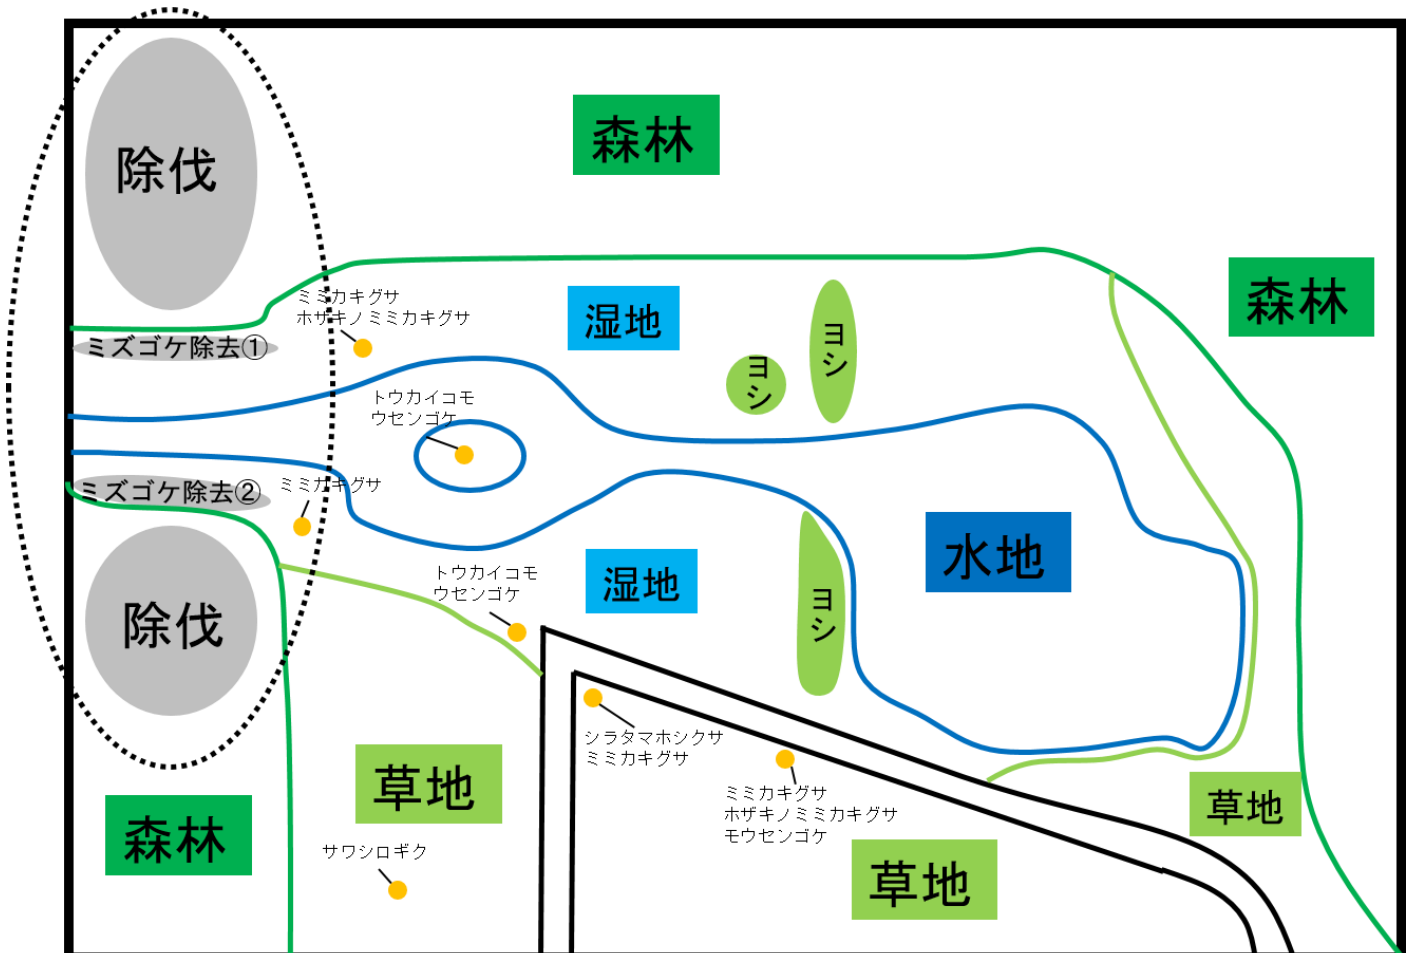 除伐
森林
森林
ミミカキグサ
ホザキノミミカキグサ
湿地
ヨシ
ヨシ
ミズゴケ除去①
トウカイコモ
ウセンゴケ
ミズゴケ除去②
ミミカキグサ
水地
トウカイコモ
ウセンゴケ
湿地
ヨシ
除伐
シラタマホシクサ
ミミカキグサ
草地
ミミカキグサ
ホザキノミミカキグサ
モウセンゴケ
草地
森林
サワシロギク
草地